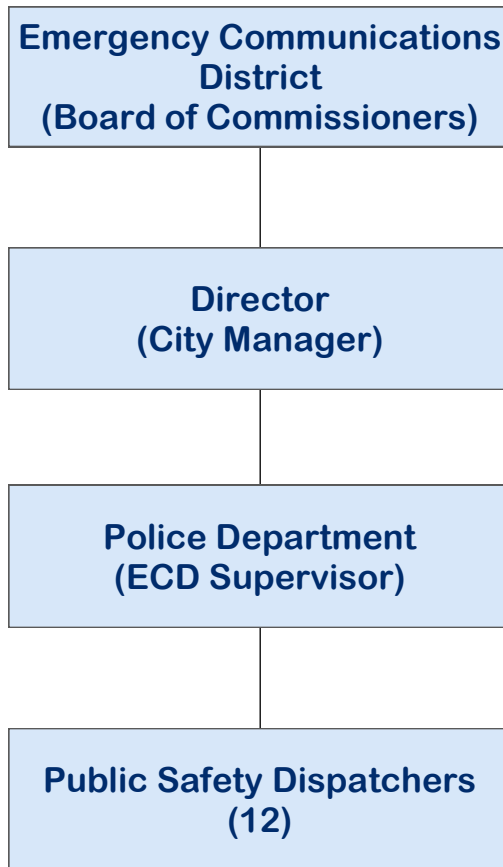 Emergency Communications
District
(Board of Commissioners)
Director
(City Manager)
Police Department
(ECD Supervisor)
Public Safety Dispatchers
(12)